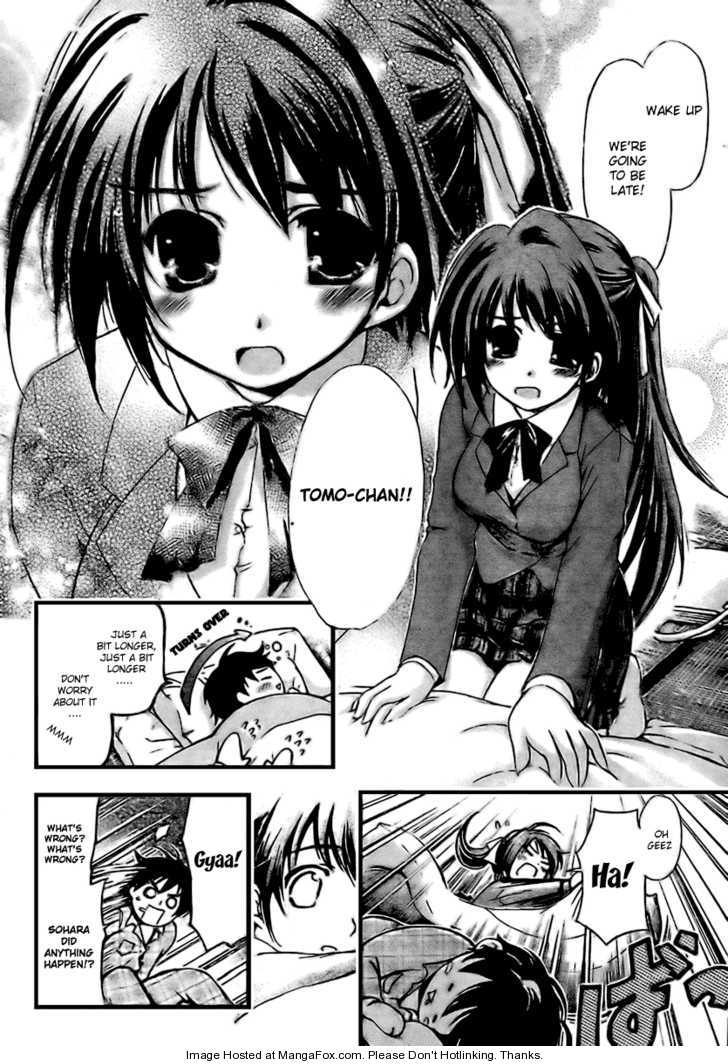 WAKE UP
WE'RE
GOING
TO BE
LATE!
TOMO-CHAN!!
TURNS OVER
JUST A
BIT LONGER,
JUST A BIT
LONGER
.....
DON'T
WORRY
ABOUT IT
....
OH
GEEZ
Ha!
ばっ
Gyaa!
WHAT'S
WRONG?
WHAT'S
WRONG?
SOHARA
DID
ANYTHING
HAPPEN!?
Image Hosted at MangaFox.com. Please Don't Hotlinking. Thanks.